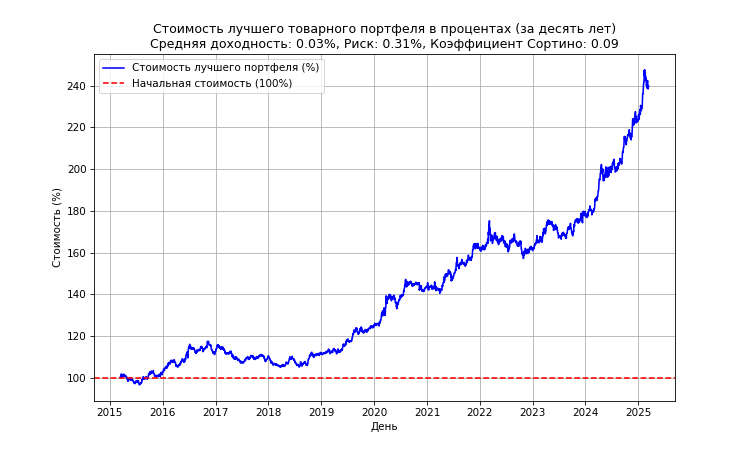 Стоимость лучшего товарного портфеля в процентах (за десять лет)
Средняя доходность: 0.03%, Риск: 0.31%, Коэффициент Сортино: 0.09
Стоимость лучшего портфеля (%)
Начальная стоимость (100%)
Стоимость (%)
240
220
200
180
160
140
120
100
2015 2016 2017 2018 2019 2020 2021 2022 2023 2024 2025
День